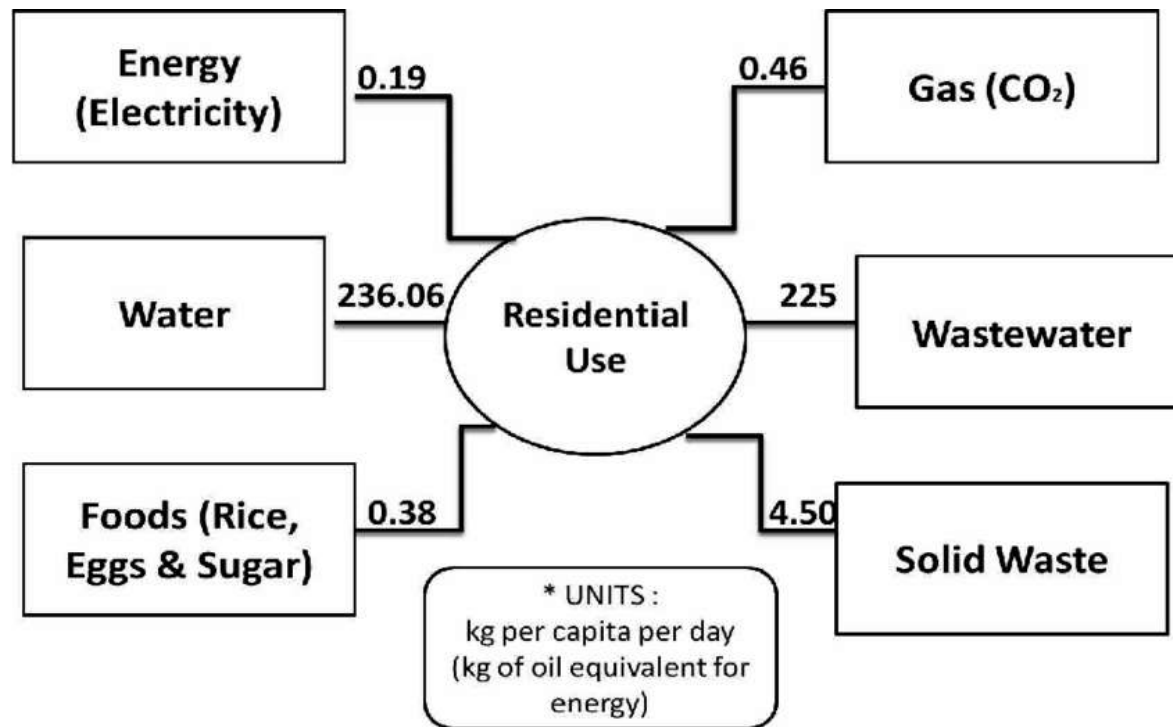 Energy
(Electricity)
0.19
0.46
Gas (CO₂)
Water
236.06
Residential
Use
225
Wastewater
Foods (Rice,
Eggs & Sugar)
0.38
4.50
Solid Waste
* UNITS :
kg per capita per day
(kg of oil equivalent for
energy)